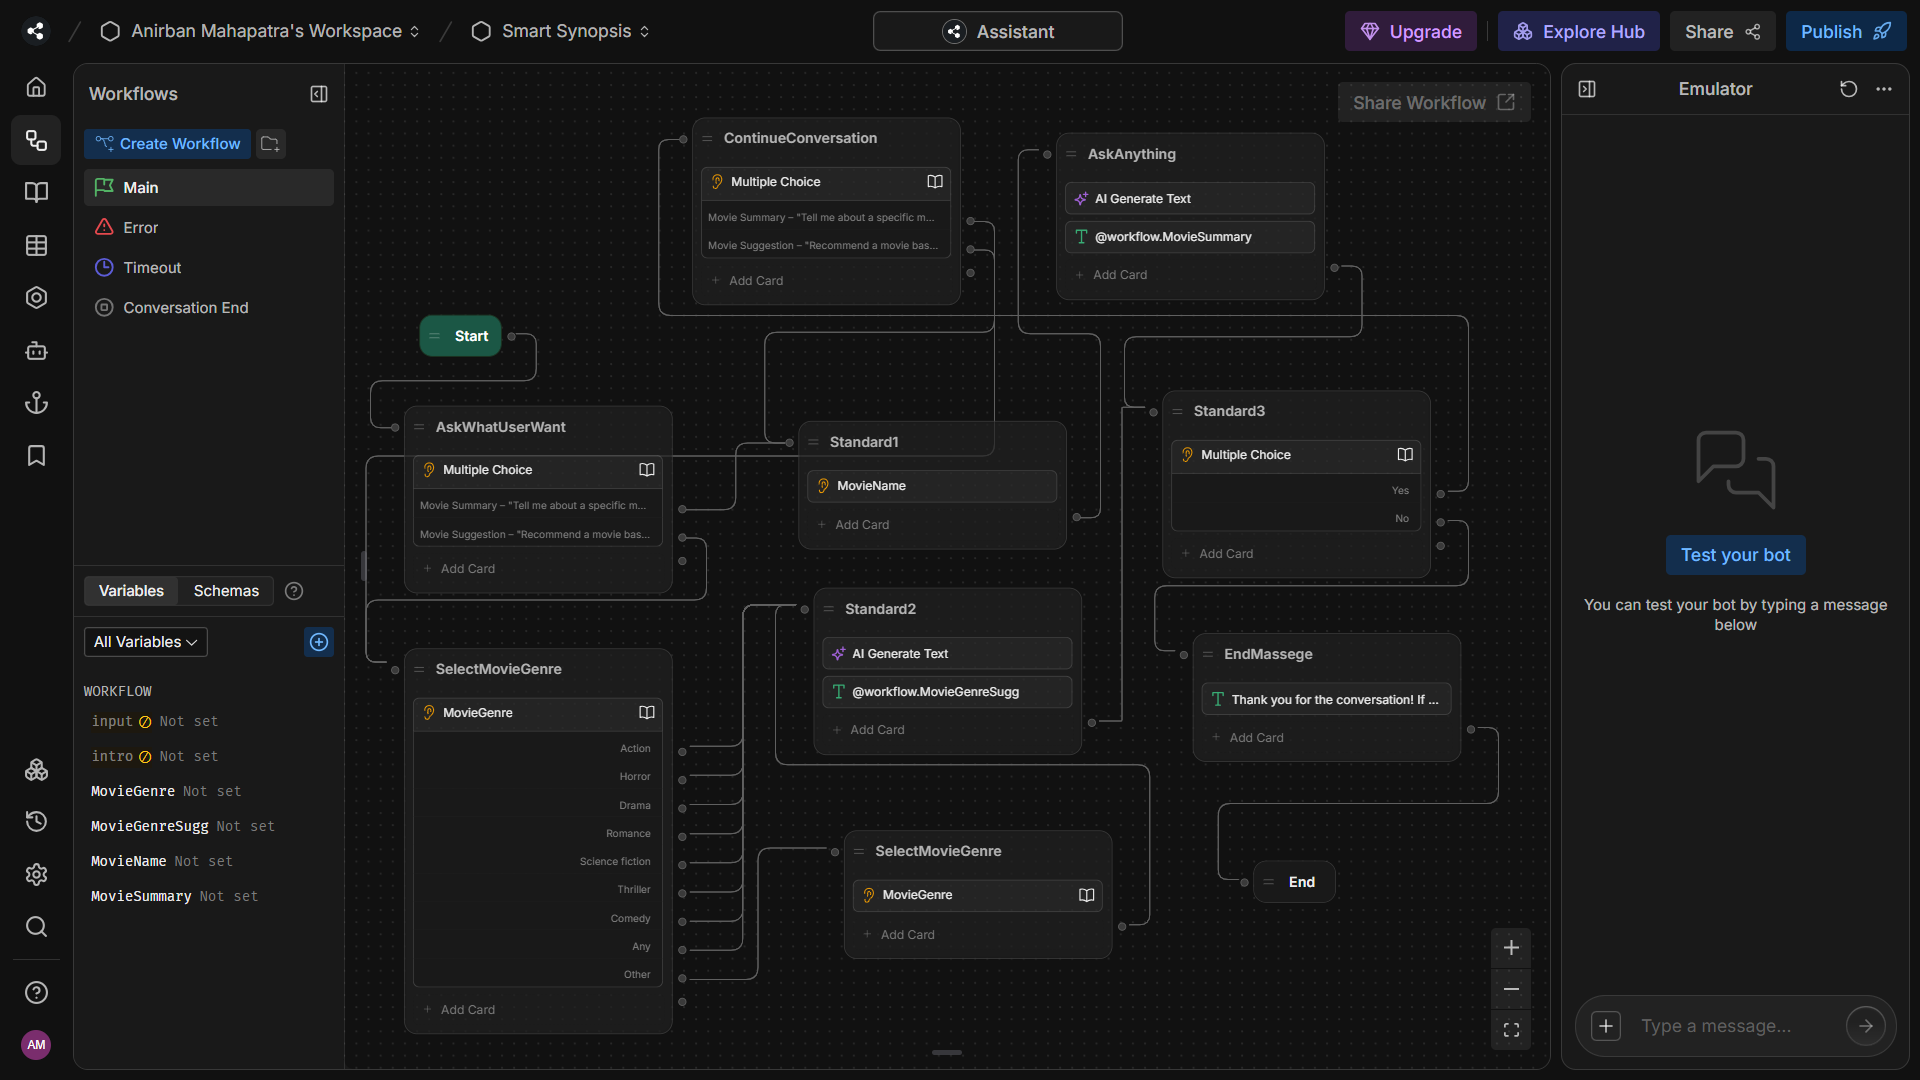 Anirban Mahapatra's Workspace
Smart Synopsis
Assistant
Upgrade
Explore Hub
Share
Publish
Workflows
Create Workflow
Main
Error
Timeout
Conversation End
Variables
Schemas
All Variables
WORKFLOW
input Not set
intro Not set
MovieGenre Not set
MovieGenreSugg Not set
MovieName Not set
MovieSummary Not set
AM
Share Workflow
ContinueConversation
Multiple Choice
Movie Summary – "Tell me about a specific m...
Movie Suggestion – "Recommend a movie bas...
+ Add Card
AskAnything
AI Generate Text
@workflow.MovieSummary
+ Add Card
Start
AskWhatUserWant
Multiple Choice
Movie Summary – "Tell me about a specific m...
Movie Suggestion – "Recommend a movie bas...
+ Add Card
Standard1
MovieName
+ Add Card
Standard3
Multiple Choice
Yes
No
+ Add Card
Standard2
AI Generate Text
@workflow.MovieGenreSugg
+ Add Card
EndMassege
Thank you for the conversation! If ...
+ Add Card
SelectMovieGenre
MovieGenre
Action
Horror
Drama
Romance
Science fiction
Thriller
Comedy
Any
Other
+ Add Card
SelectMovieGenre
MovieGenre
+ Add Card
End
Emulator
Test your bot
You can test your bot by typing a message
below
Type a message...